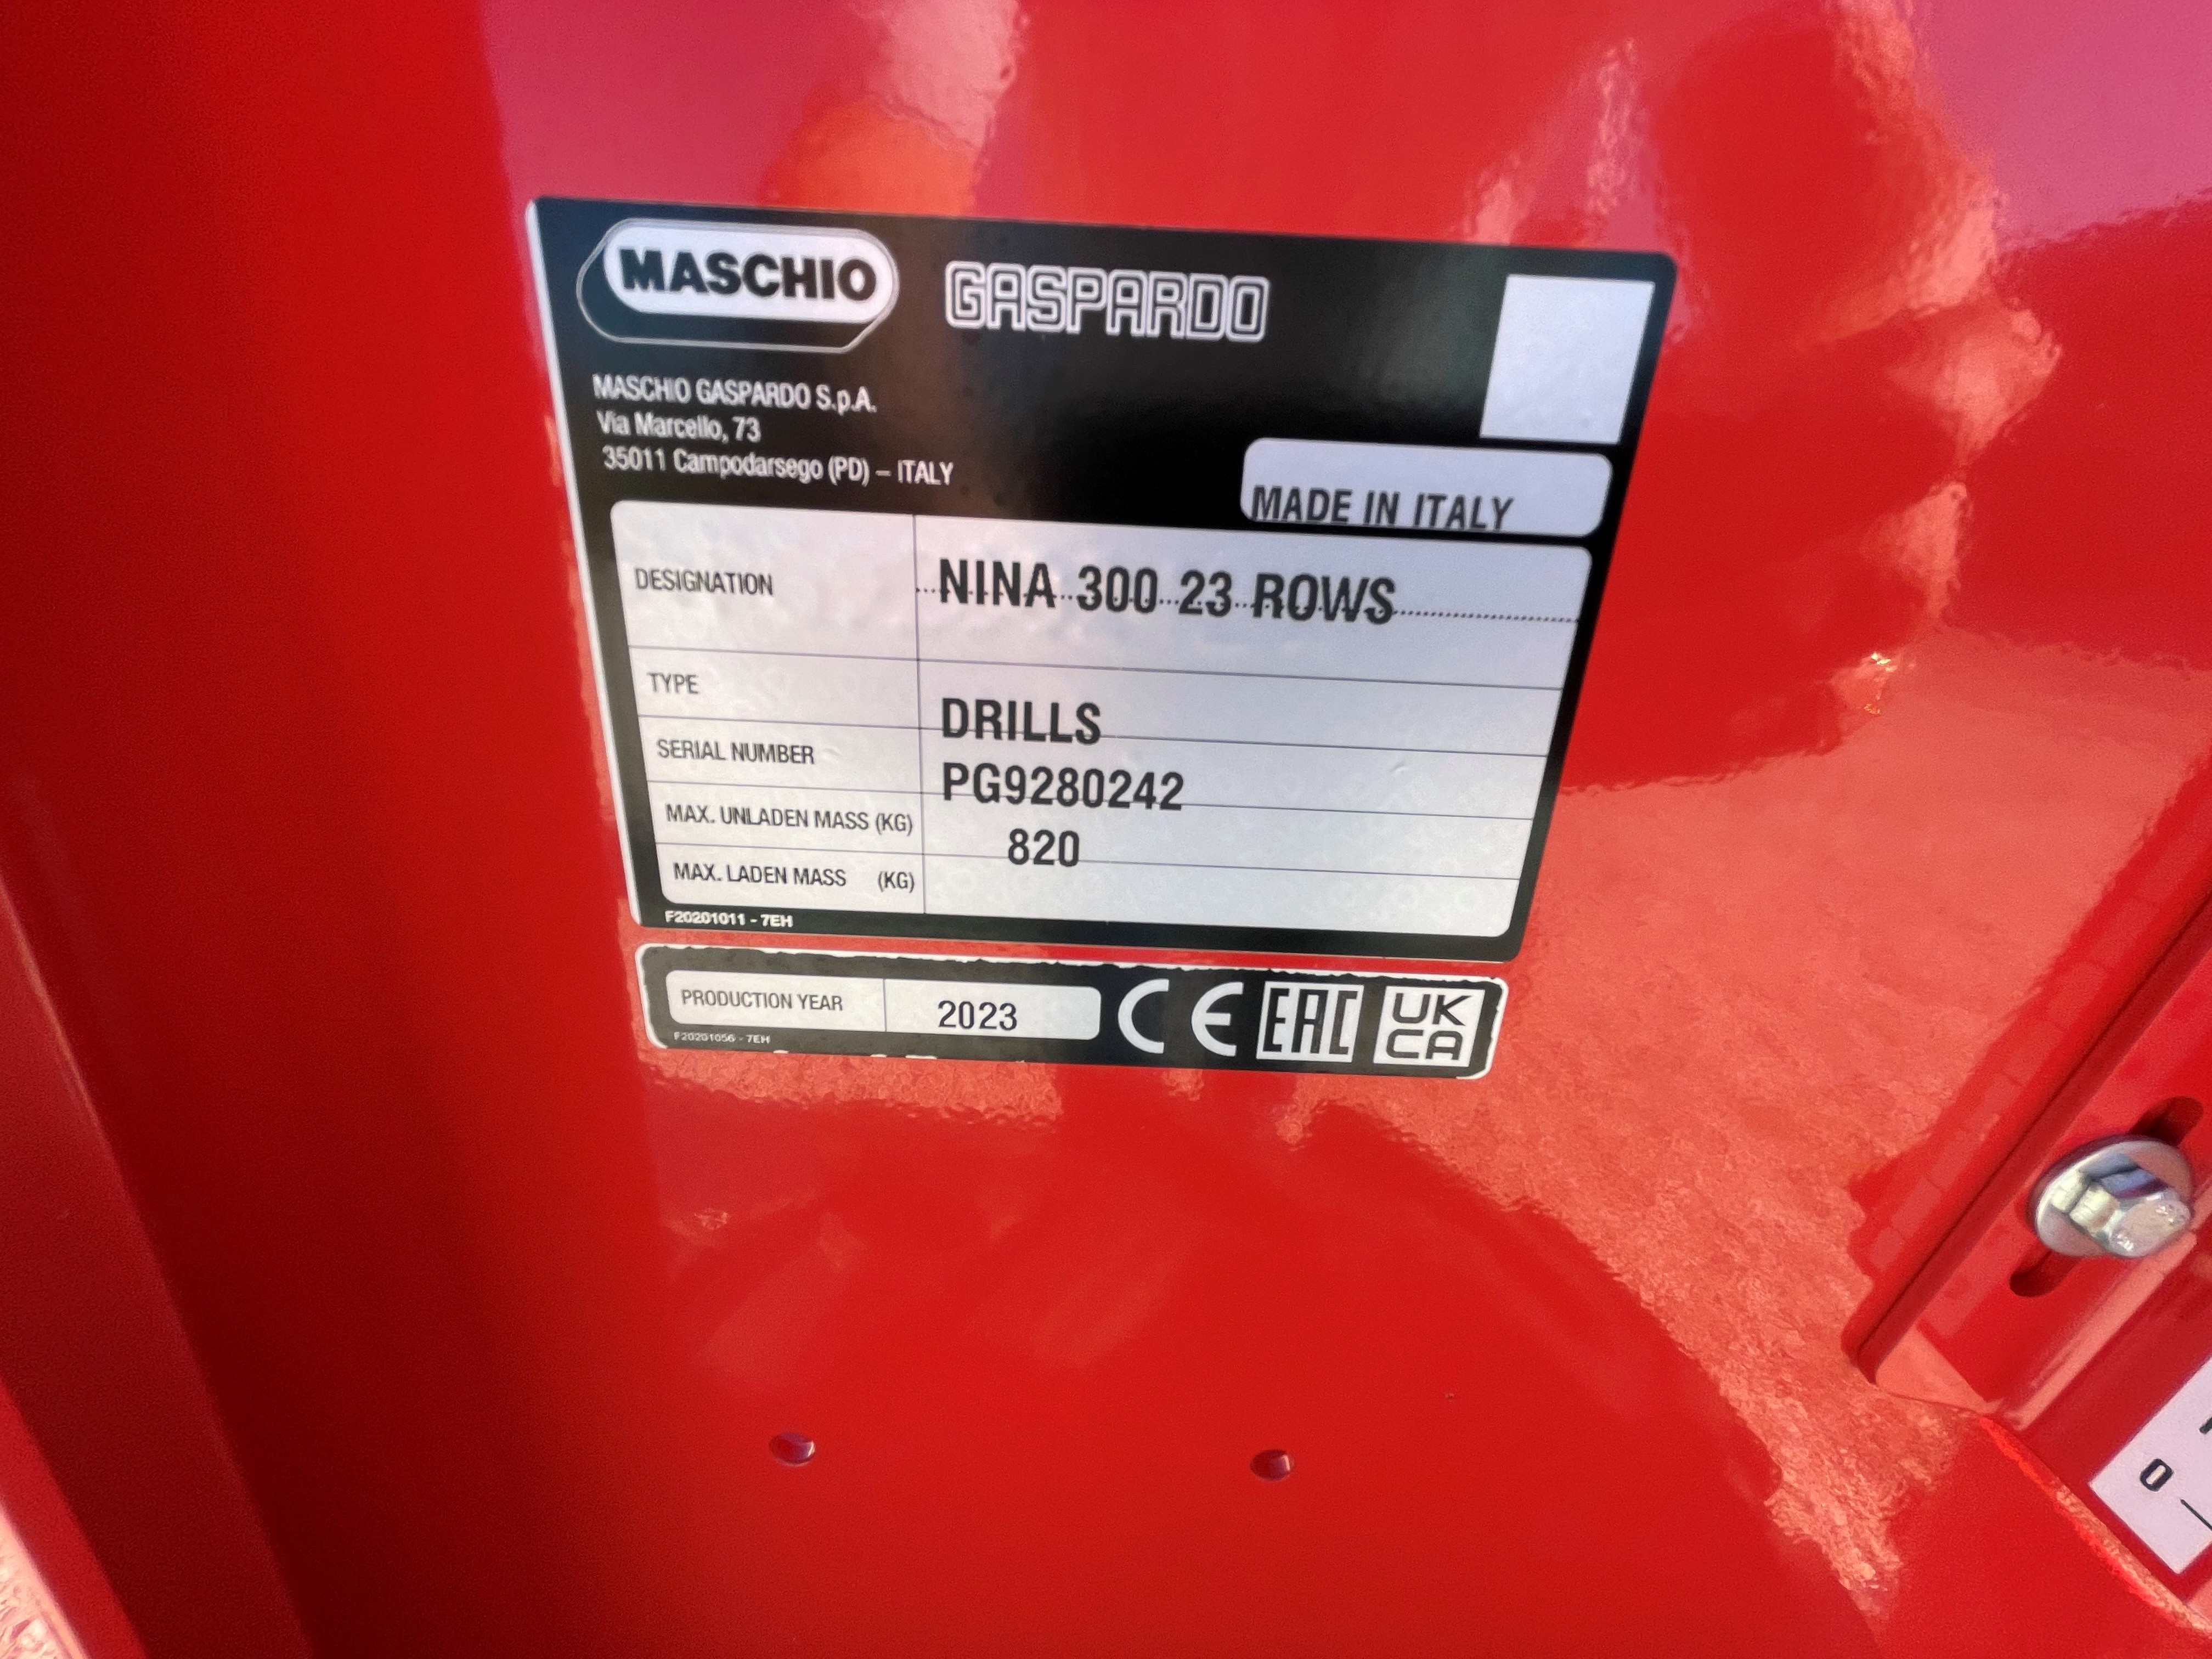 MASCHIO GASPARDO
MASCHIO GASPARDO S.p.A.
Via Marcello, 73
35011 Campodarsego (PD) – ITALY
MADE IN ITALY
DESIGNATION NINA 300 23 ROWS
TYPE DRILLS
SERIAL NUMBER PG9280242
MAX. UNLADEN MASS (KG) 820
MAX. LADEN MASS (KG)
F20201011 - 7EH
PRODUCTION YEAR 2023 CE EAC UK CA
F20201056 - 7EH
0